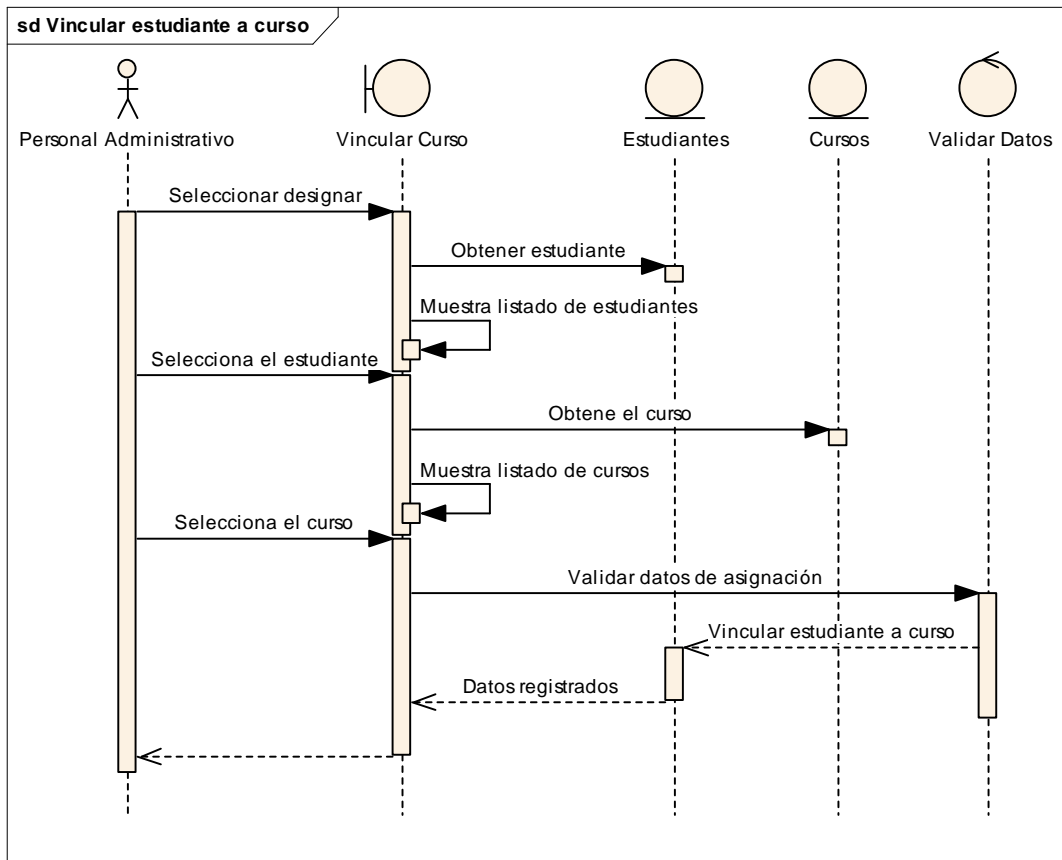 sd Vincular estudiante a curso
Personal Administrativo
Vincular Curso
Estudiantes
Cursos
Validar Datos
Seleccionar designar
Obtener estudiante
Muestra listado de estudiantes
Selecciona el estudiante
Obtene el curso
Muestra listado de cursos
Selecciona el curso
Validar datos de asignación
Vincular estudiante a curso
Datos registrados